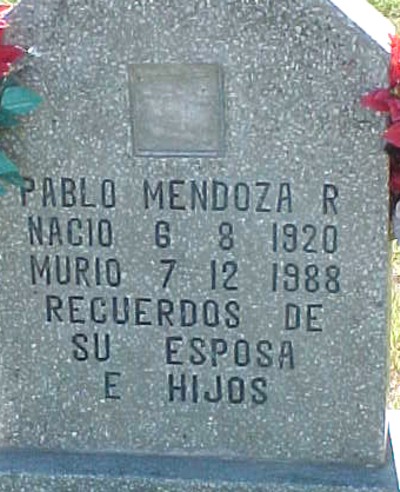 PABLO MENDOZA R
NACIO 6 8 1920
MURIO 7 12 1988
RECUERDOS DE
SU ESPOSA
E HIJOS